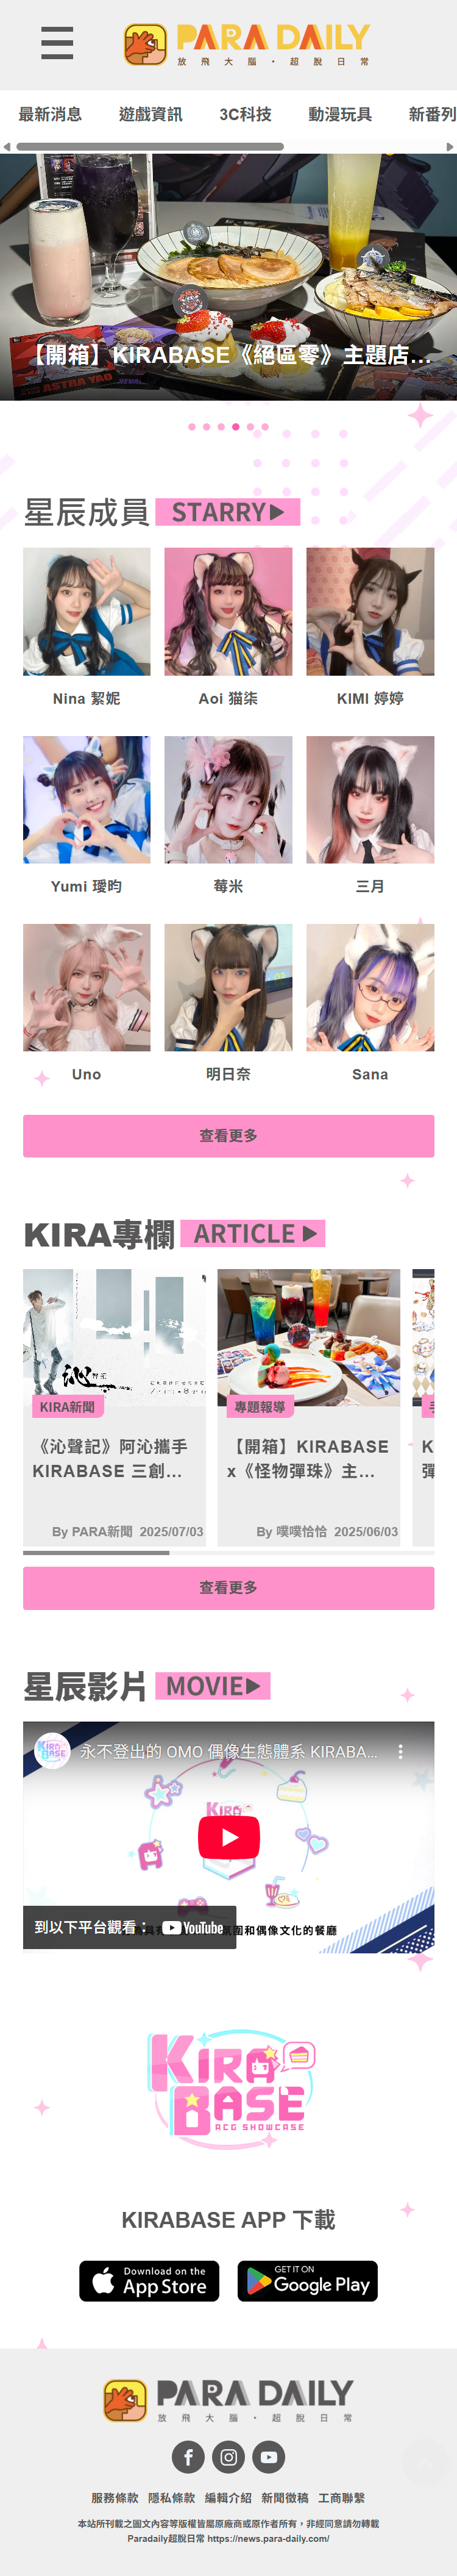 PARA DAILY
放飛大腦・超脫日常
最新消息 遊戲資訊 3C科技 動漫玩具 新番列
ASTRA YAO
【開箱】KIRABASE《絕區零》主題店...
星辰成員 STARRY
Nina 絜妮 Aoi 猫柒 KIMI 婷婷
Yumi 璦昀 莓米 三月
Uno 明日奈 Sana
查看更多
KIRA專欄 ARTICLE
KIRA新聞
《沁聲記》阿沁攜手
KIRABASE 三創...
By PARA新聞 2025/07/03
專題報導
【開箱】KIRABASE
x《怪物彈珠》主...
By 噗噗恰恰 2025/06/03
K
彈
查看更多
星辰影片 MOVIE
KIRA BASE
永不登出的 OMO 偶像生態體系 KIRABA...
KIRA
到以下平台觀看： YouTube
氛圍和偶像文化的餐廳
KIRA BASE
ACG SHOWCASE
KIRABASE APP 下載
Download on the App Store
GET IT ON Google Play
PARA DAILY
放飛大腦・超脫日常
服務條款 隱私條款 編輯介紹 新聞徵稿 工商聯繫
本站所刊載之圖文內容等版權皆屬原廠商或原作者所有，非經同意請勿轉載
Paradaily超脫日常 https://news.para-daily.com/